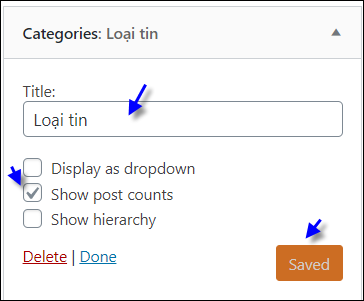 Categories: Loại tin
Title:
Loại tin
Display as dropdown
Show post counts
Show hierarchy
Delete | Done
Saved